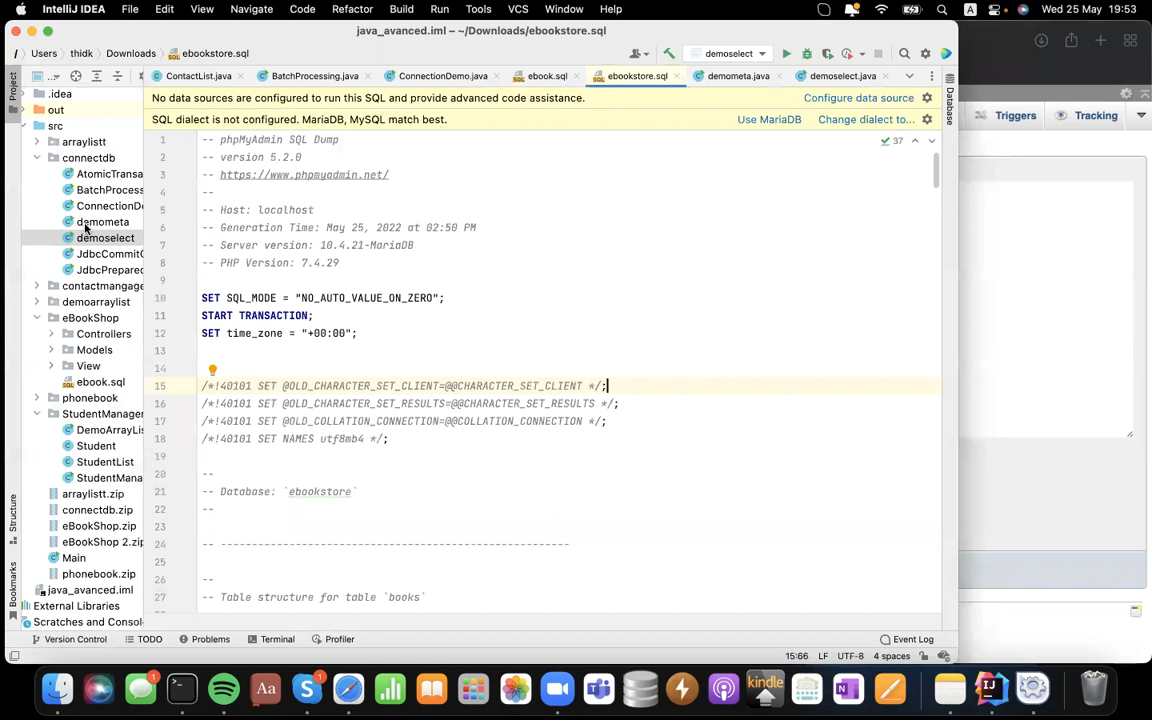 IntelliJ IDEA File Edit View Navigate Code Refactor Build Run Tools VCS Window Help A Wed 25 May 19:53
java_avanced.iml – ~/Downloads/ebookstore.sql
/ Users thidk Downloads ebookstore.sql demoselect
Project ... ContactList.java BatchProcessing.java ConnectionDemo.java ebook.sql ebookstore.sql demometa.java demoselect.java
.idea
out
src
arraylistt
connectdb
AtomicTransa
BatchProcess
ConnectionDe
demometa
demoselect
JdbcCommitC
JdbcPrepared
contactmangage
demoarraylist
eBookShop
Controllers
Models
View
ebook.sql
phonebook
StudentManager
DemoArrayLis
Student
StudentList
StudentMana
arraylistt.zip
connectdb.zip
eBookShop.zip
eBookShop 2.zip
Main
phonebook.zip
java_avanced.iml
External Libraries
Scratches and Consol
No data sources are configured to run this SQL and provide advanced code assistance. Configure data source
SQL dialect is not configured. MariaDB, MySQL match best. Use MariaDB Change dialect to...
37
1 -- phpMyAdmin SQL Dump
2 -- version 5.2.0
3 -- https://www.phpmyadmin.net/
4 --
5 -- Host: localhost
6 -- Generation Time: May 25, 2022 at 02:50 PM
7 -- Server version: 10.4.21-MariaDB
8 -- PHP Version: 7.4.29
9
10 SET SQL_MODE = "NO_AUTO_VALUE_ON_ZERO";
11 START TRANSACTION;
12 SET time_zone = "+00:00";
13
14
15 /*!40101 SET @OLD_CHARACTER_SET_CLIENT=@@CHARACTER_SET_CLIENT */;
16 /*!40101 SET @OLD_CHARACTER_SET_RESULTS=@@CHARACTER_SET_RESULTS */;
17 /*!40101 SET @OLD_COLLATION_CONNECTION=@@COLLATION_CONNECTION */;
18 /*!40101 SET NAMES utf8mb4 */;
19
20 --
21 -- Database: `ebookstore`
22 --
23
24 -- --------------------------------------------------------
25
26 --
27 -- Table structure for table `books`
Database
Structure
Bookmarks
Triggers Tracking
Version Control TODO Problems Terminal Profiler Event Log
15:66 LF UTF-8 4 spaces
1 Aa 1 kindle IJ